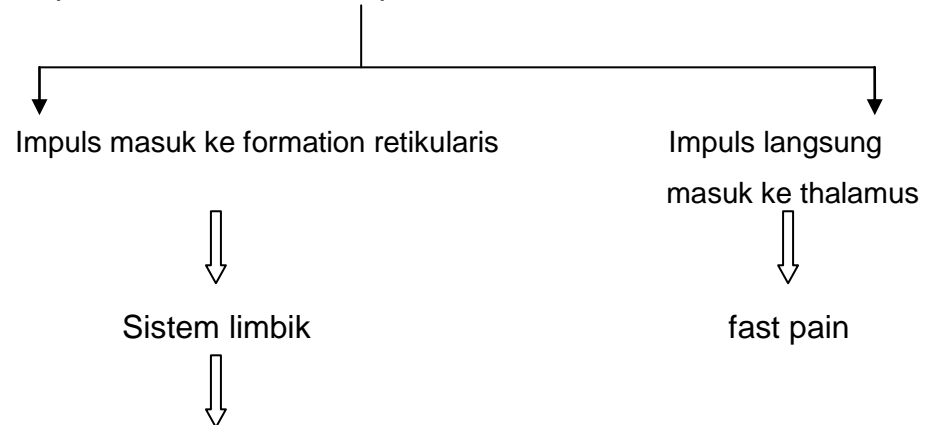 Impuls masuk ke formation retikularis
Impuls langsung
masuk ke thalamus
Sistem limbik
fast pain